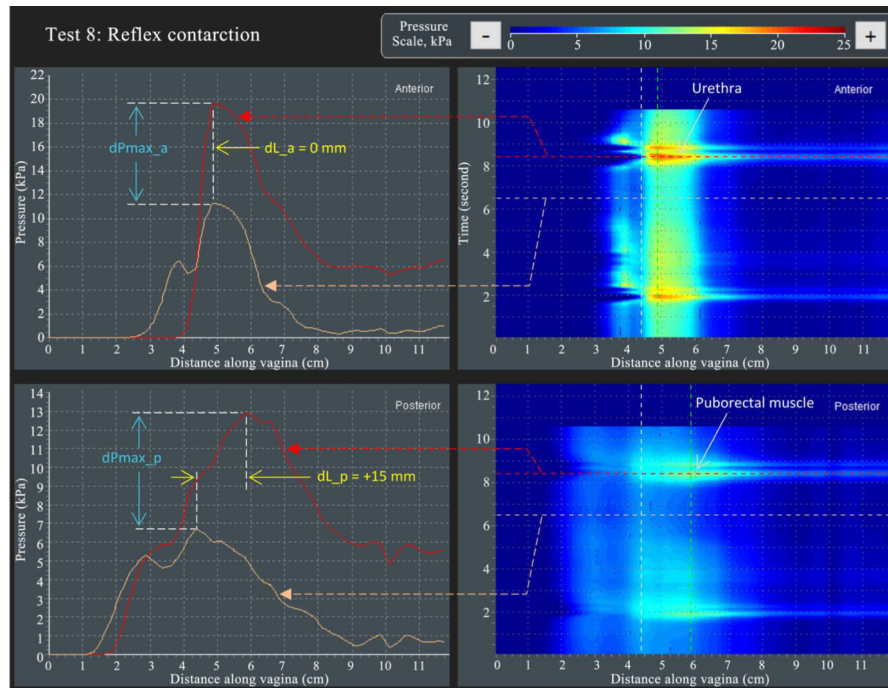 Test 8: Reflex contarction
Pressure
Scale, kPa
-
+
0 5 10 15 20 25
Anterior
22
20
18
16
14
12
10
8
6
4
2
0
Pressure (kPa)
dPmax_a
dL_a = 0 mm
0 1 2 3 4 5 6 7 8 9 10 11
Distance along vagina (cm)
Urethra
Anterior
12
10
8
6
4
2
Time (second)
0 1 2 3 4 5 6 7 8 9 10 11
Distance along vagina (cm)
Posterior
14
13
12
11
10
9
8
7
6
5
4
3
2
1
0
Pressure (kPa)
dPmax_p
dL_p = +15 mm
0 1 2 3 4 5 6 7 8 9 10 11
Distance along vagina (cm)
Puborectal muscle
Posterior
12
10
8
6
4
2
0 1 2 3 4 5 6 7 8 9 10 11
Distance along vagina (cm)